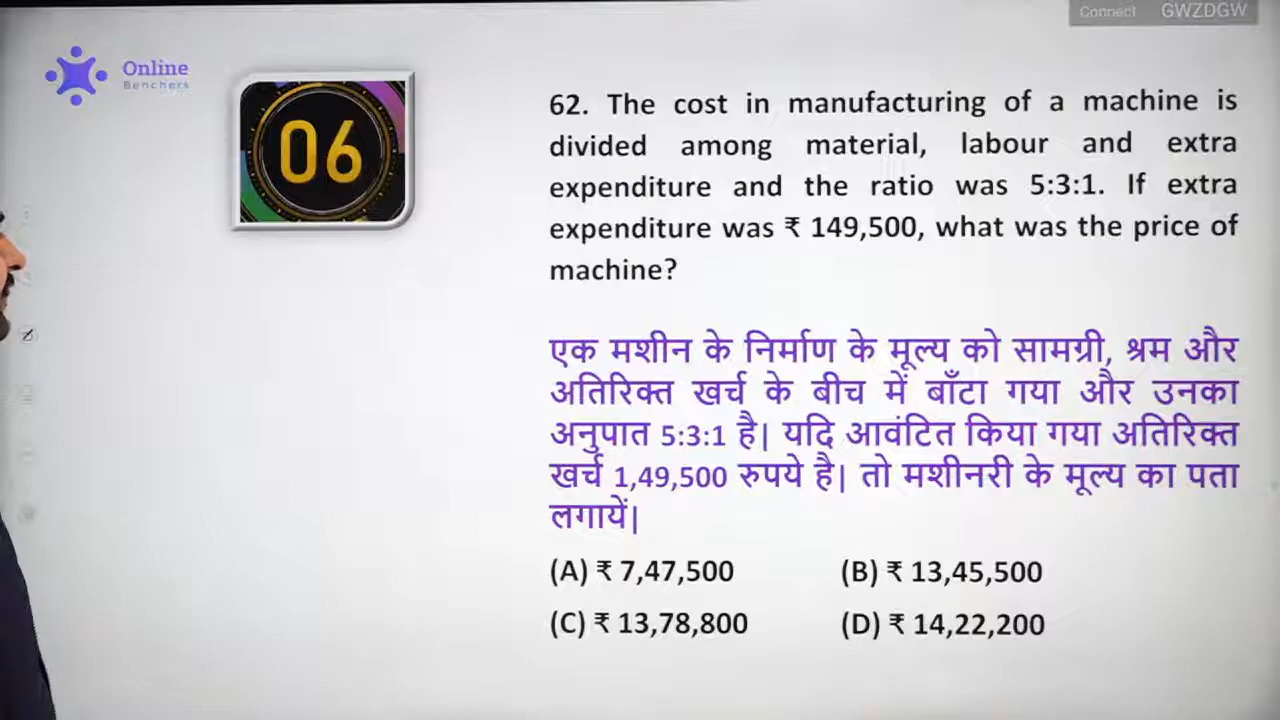 Connect GWZDGW
Online
Benchers
06
62. The cost in manufacturing of a machine is
divided among material, labour and extra
expenditure and the ratio was 5:3:1. If extra
expenditure was ₹ 149,500, what was the price of
machine?
एक मशीन के निर्माण के मूल्य को सामग्री, श्रम और
अतिरिक्त खर्च के बीच में बाँटा गया और उनका
अनुपात 5:3:1 है| यदि आवंटित किया गया अतिरिक्त
खर्च 1,49,500 रुपये है| तो मशीनरी के मूल्य का पता
लगायें|
(A) ₹ 7,47,500 (B) ₹ 13,45,500
(C) ₹ 13,78,800 (D) ₹ 14,22,200